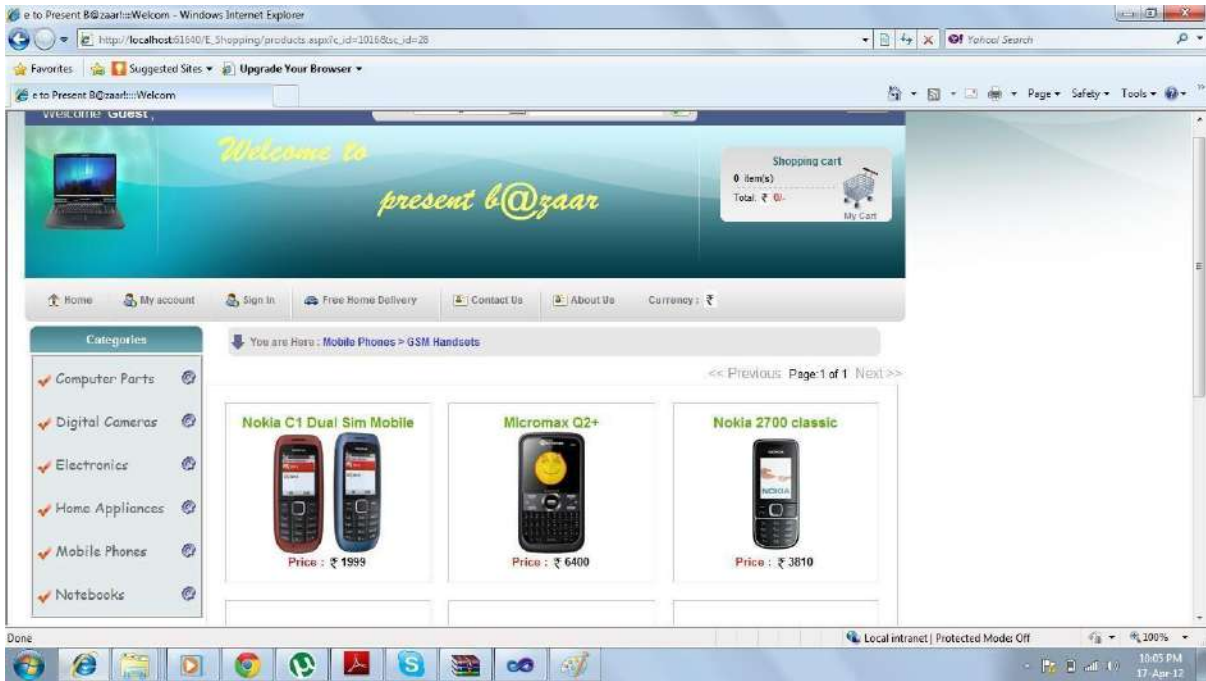 e to Present B@zaar!:::Welcom - Windows Internet Explorer
http://localhost:61640/E_Shopping/products.aspx?c_id=1016&sc_id=28
Yahoo! Search
Favorites Suggested Sites Upgrade Your Browser
e to Present B@zaar!::::Welcom
Page Safety Tools
Welcome Guest,
Welcome to
present b@zaar
Shopping cart
0 item(s)
Total: ₹ 0/-
My Cart
Home My account Sign In Free Home Delivery Contact Us About Us Currency : ₹
Categories
You are Here : Mobile Phones > GSM Handsets
<< Previous Page:1 of 1 Next >>
Computer Parts
Digital Cameras
Electronics
Home Appliances
Mobile Phones
Notebooks
Nokia C1 Dual Sim Mobile
Price : ₹ 1999
Micromax Q2+
Price : ₹ 6400
Nokia 2700 classic
NOKIA
Price : ₹ 3810
Done
Local intranet | Protected Mode: Off
100%
10:05 PM
17-Apr-12